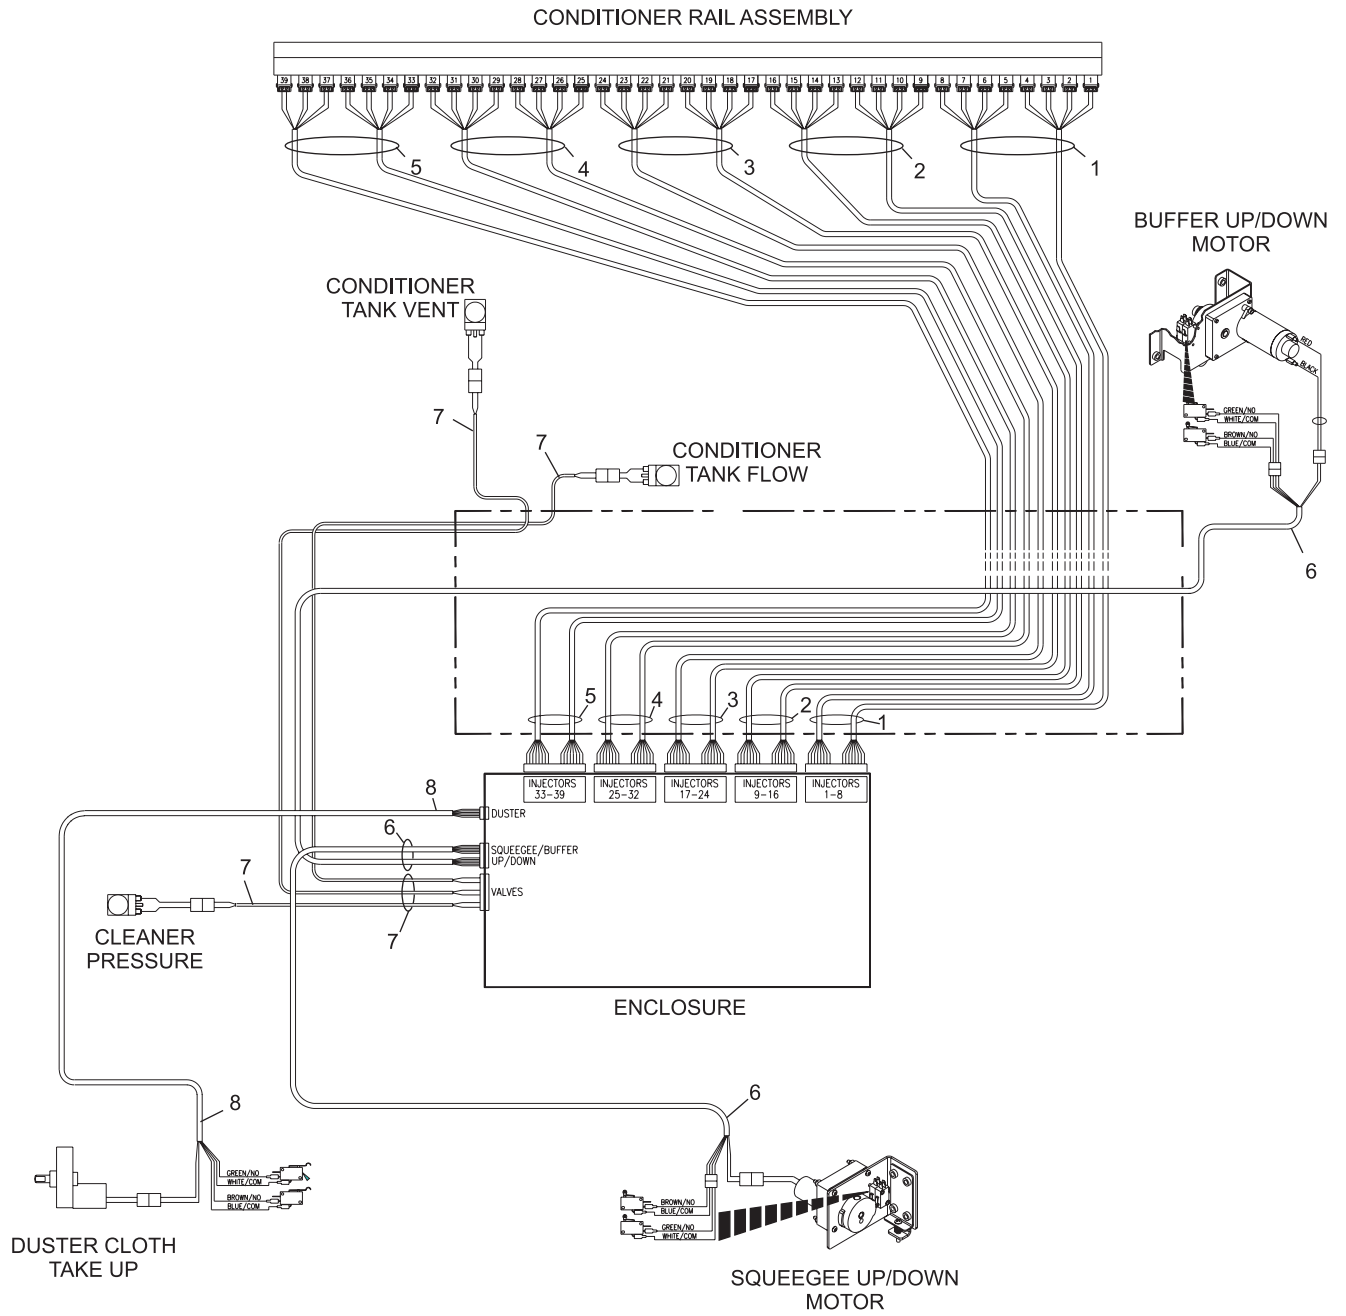 CONDITIONER RAIL ASSEMBLY
39 38 37 36 35 34 33 32 31 30 29 28 27 26 25 24 23 22 21 20 19 18 17 16 15 14 13 12 11 10 9 8 7 6 5 4 3 2 1
5
4
3
2
1
BUFFER UP/DOWN
MOTOR
RED
BLACK
GREEN/NO
WHITE/COM
BROWN/NO
BLUE/COM
6
CONDITIONER
TANK VENT
7
7
CONDITIONER
TANK FLOW
5
4
3
2
1
INJECTORS
33-39
INJECTORS
25-32
INJECTORS
17-24
INJECTORS
9-16
INJECTORS
1-8
8
DUSTER
6
SQUEEGEE/BUFFER
UP/DOWN
7
VALVES
7
CLEANER
PRESSURE
ENCLOSURE
8
GREEN/NO
WHITE/COM
BROWN/NO
BLUE/COM
DUSTER CLOTH
TAKE UP
6
BROWN/NO
BLUE/COM
GREEN/NO
WHITE/COM
SQUEEGEE UP/DOWN
MOTOR